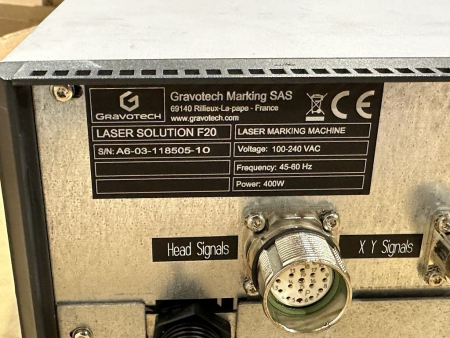 GRAVOTECH
Gravotech Marking SAS
69140 Rillieux-La-pape - France
www.gravotech.com
CE
LASER SOLUTION F20
LASER MARKING MACHINE
S/N: A6-03-118505-10
Voltage: 100-240 VAC
Frequency: 45-60 Hz
Power: 400W
Head Signals
X Y Signals